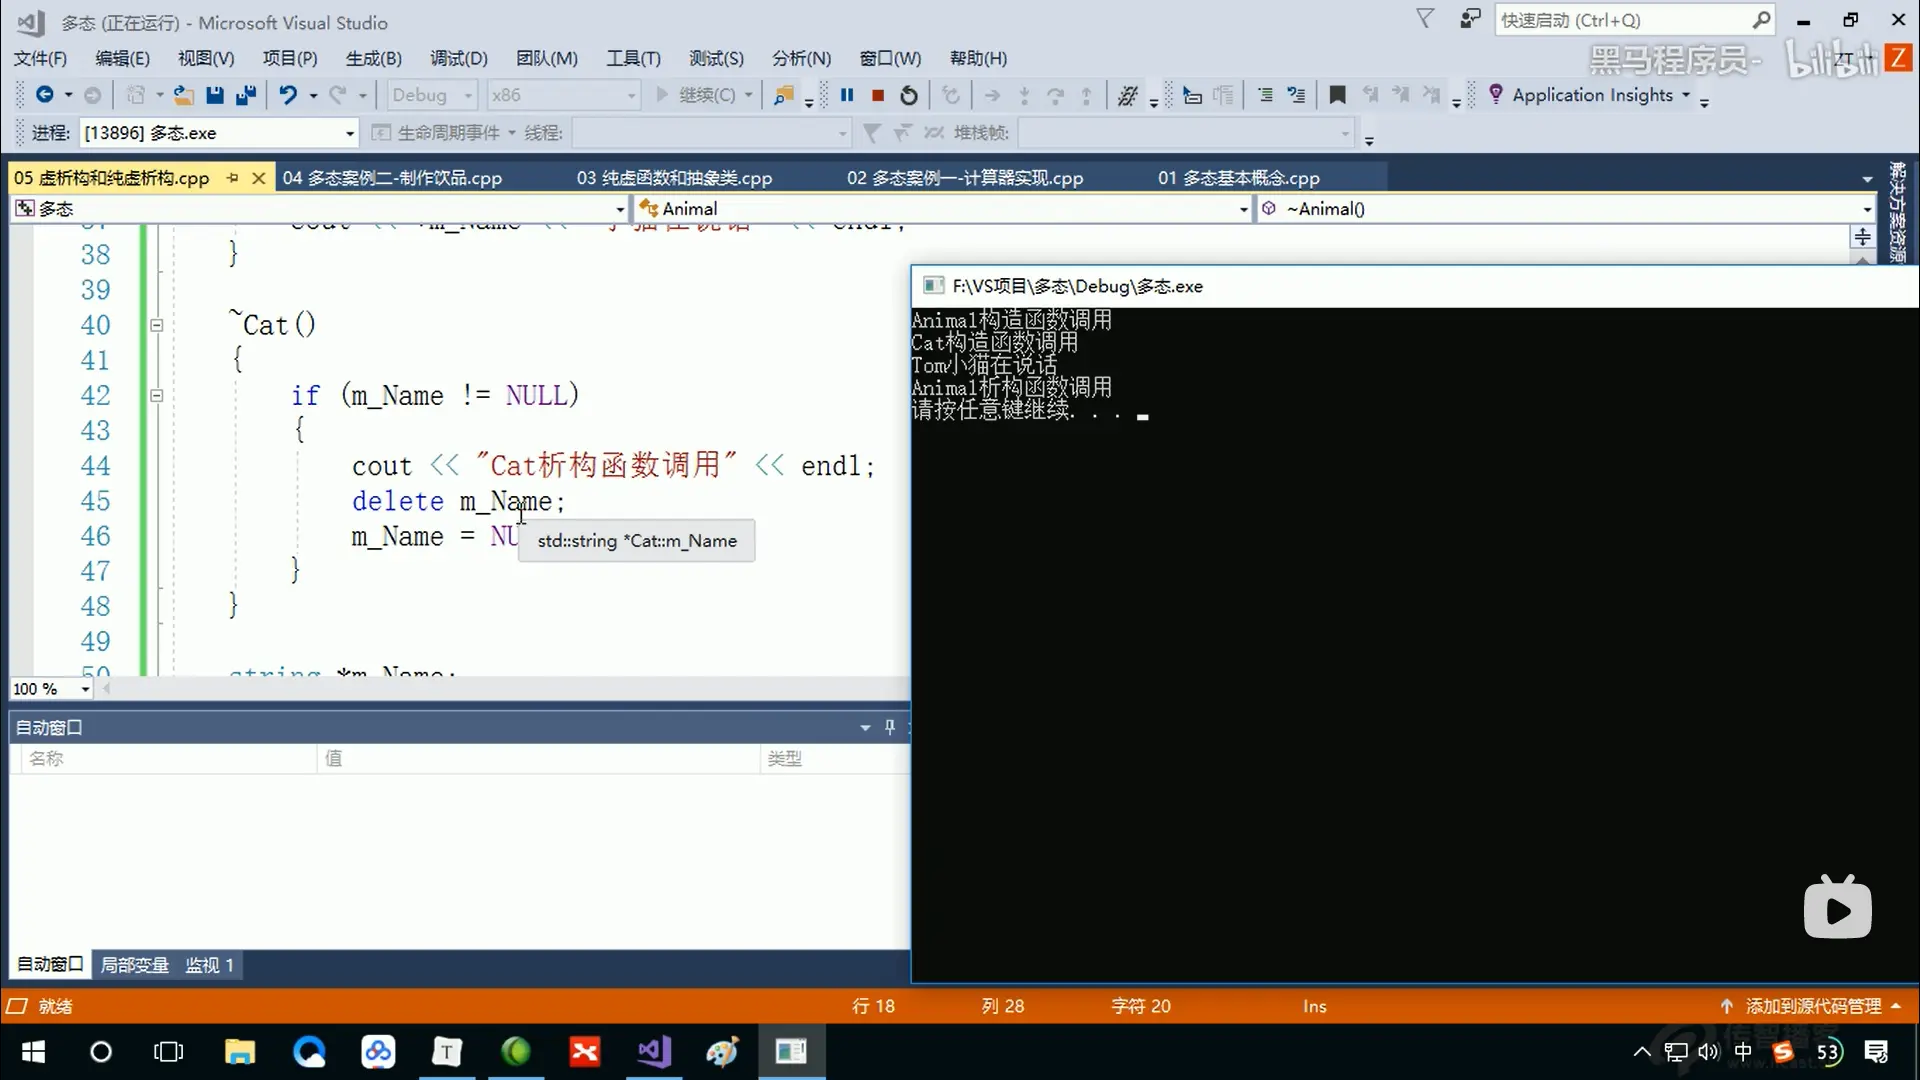 多态 (正在运行) - Microsoft Visual Studio
快速启动 (Ctrl+Q)
文件(F) 编辑(E) 视图(V) 项目(P) 生成(B) 调试(D) 团队(M) 工具(T) 测试(S) 分析(N) 窗口(W) 帮助(H)
黑马程序员- bilibili
Z
Debug x86 继续(C) Application Insights
进程: [13896] 多态.exe 生命周期事件 线程: 堆栈帧:
05 虚析构和纯虚析构.cpp 04 多态案例二-制作饮品.cpp 03 纯虚函数和抽象类.cpp 02 多态案例一-计算器实现.cpp 01 多态基本概念.cpp
解决方案资源
多态 Animal ~Animal()
38 }
39
40 ~Cat()
41 {
42 if (m_Name != NULL)
43 {
44 cout << "Cat析构函数调用" << endl;
45 delete m_Name;
46 m_Name = NU
std::string *Cat::m_Name
47 }
48 }
49
50 string *m_Name;
100 %
F:\VS项目\多态\Debug\多态.exe
Animal构造函数调用
Cat构造函数调用
Tom小猫在说话
Animal析构函数调用
请按任意键继续. . .
自动窗口
名称 值 类型
自动窗口 局部变量 监视 1
就绪 行 18 列 28 字符 20 Ins 添加到源代码管理
T 中 53